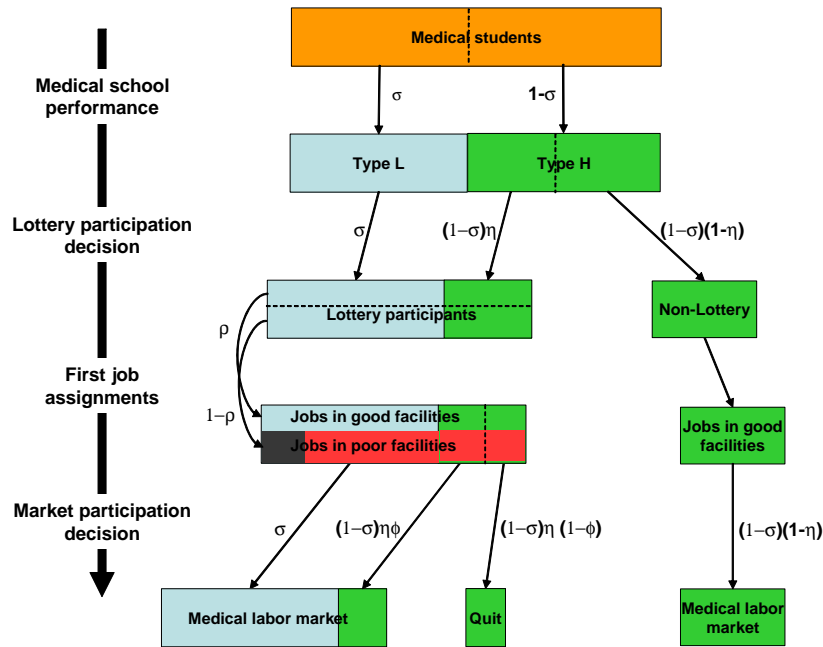 Medical students
Medical school
performance
σ
1-σ
Type L
Type H
Lottery participation
decision
σ
(1−σ)η
(1−σ)(1-η)
Lottery participants
Non-Lottery
ρ
First job
assignments
1−ρ
Jobs in good facilities
Jobs in poor facilities
Jobs in good
facilities
Market participation
decision
σ
(1−σ)ηϕ
(1−σ)η (1−ϕ)
(1−σ)(1-η)
Medical labor market
Quit
Medical labor
market